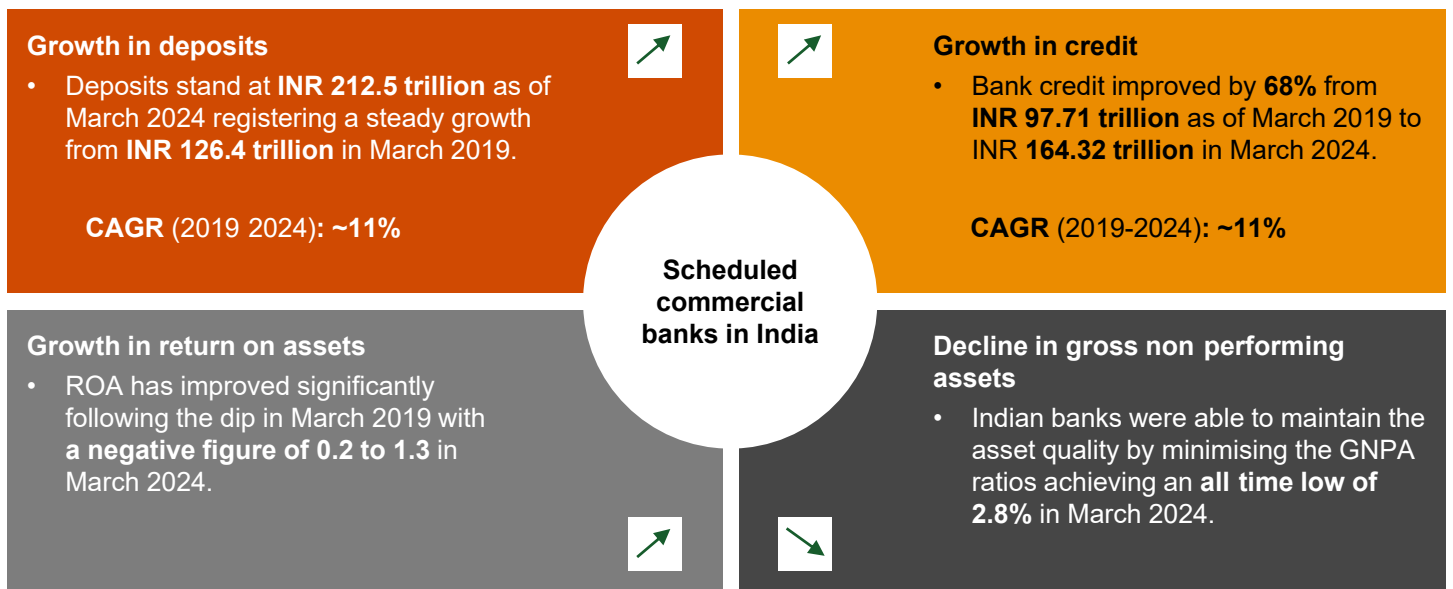 Growth in deposits
• Deposits stand at INR 212.5 trillion as of
March 2024 registering a steady growth
from INR 126.4 trillion in March 2019.
CAGR (2019 2024): ~11%
Growth in credit
• Bank credit improved by 68% from
INR 97.71 trillion as of March 2019 to
INR 164.32 trillion in March 2024.
CAGR (2019-2024): ~11%
Scheduled
commercial
banks in India
Growth in return on assets
• ROA has improved significantly
following the dip in March 2019 with
a negative figure of 0.2 to 1.3 in
March 2024.
Decline in gross non performing
assets
• Indian banks were able to maintain the
asset quality by minimising the GNPA
ratios achieving an all time low of
2.8% in March 2024.